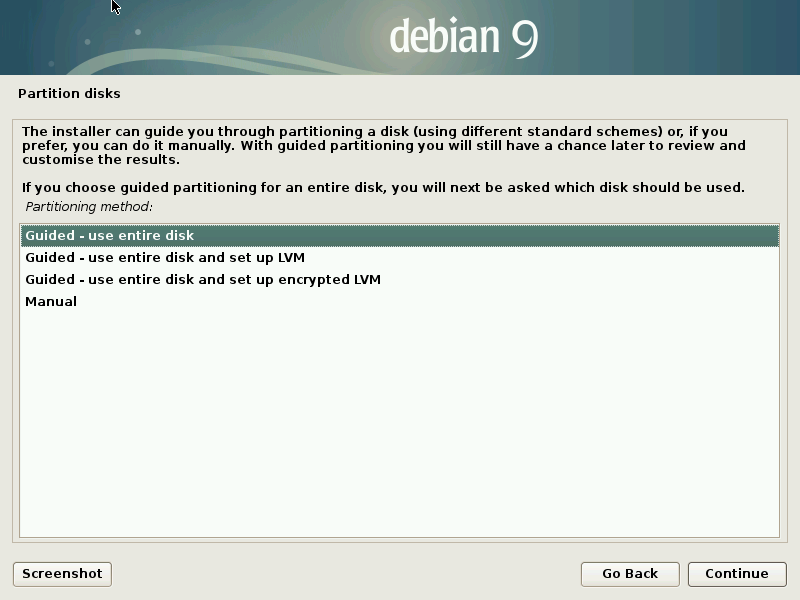 debian 9
Partition disks
The installer can guide you through partitioning a disk (using different standard schemes) or, if you
prefer, you can do it manually. With guided partitioning you will still have a chance later to review and
customise the results.
If you choose guided partitioning for an entire disk, you will next be asked which disk should be used.
Partitioning method:
Guided - use entire disk
Guided - use entire disk and set up LVM
Guided - use entire disk and set up encrypted LVM
Manual
Screenshot
Go Back
Continue